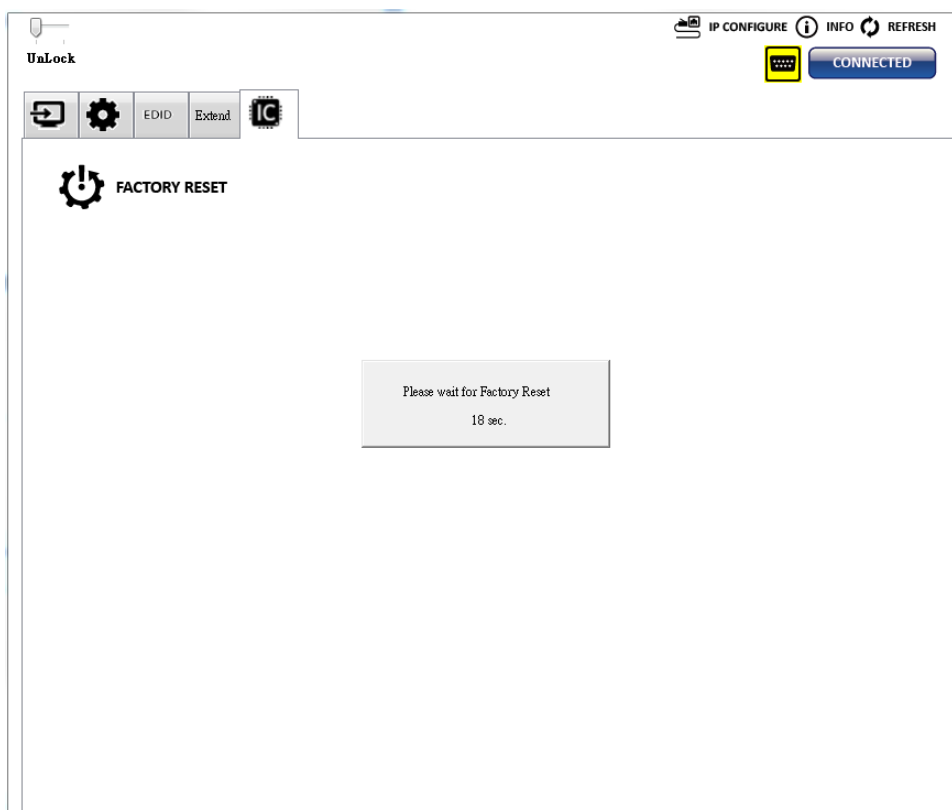 IP CONFIGURE INFO REFRESH
UnLock
CONNECTED
EDID Extend IC
FACTORY RESET
Please wait for Factory Reset
18 sec.